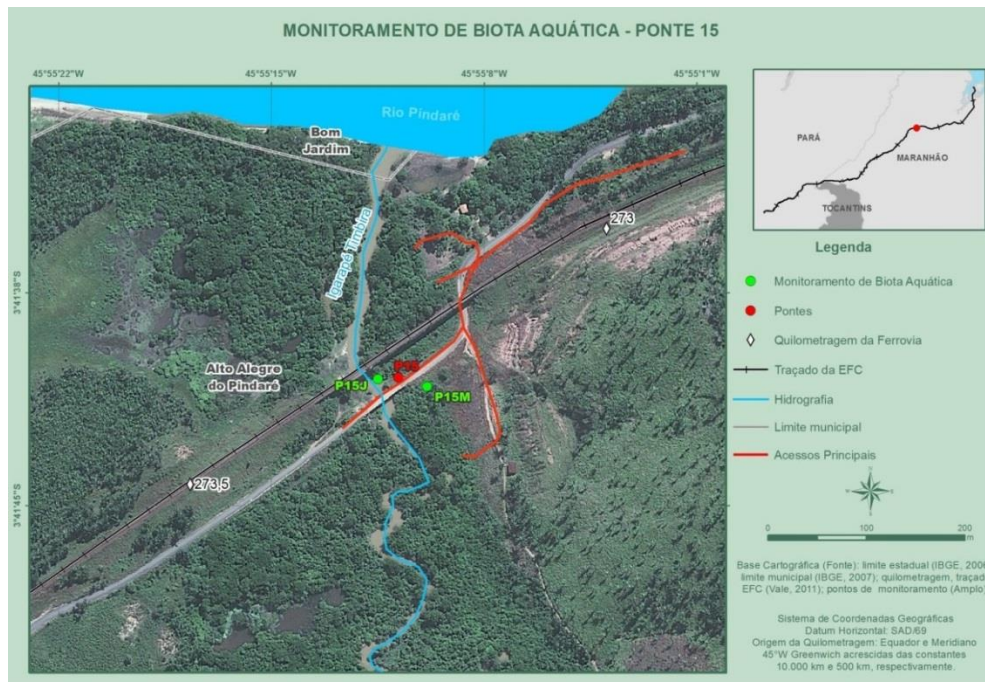 MONITORAMENTO DE BIOTA AQUÁTICA - PONTE 15
45°55'22"W
45°55'15"W
45°55'8"W
45°55'1"W
3°41'38"S
3°41'45"S
Rio Pindaré
Bom
Jardim
Igarapé Timbira
273
Alto Alegre
do Pindaré
P15J
P15
P15M
273,5
PARÁ
MARANHÃO
TOCANTINS
Legenda
Monitoramento de Biota Aquática
Pontes
Quilometragem da Ferrovia
Traçado da EFC
Hidrografia
Limite municipal
Acessos Principais
0 100 200
m
Base Cartográfica (Fonte): limite estadual (IBGE, 2006
limite municipal (IBGE, 2007); quilometragem, traçad
EFC (Vale, 2011); pontos de monitoramento (Amplo)
Sistema de Coordenadas Geográficas
Datum Horizontal: SAD/69
Origem da Quilometragem: Equador e Meridiano
45°W Greenwich acrescidas das constantes
10.000 km e 500 km, respectivamente.